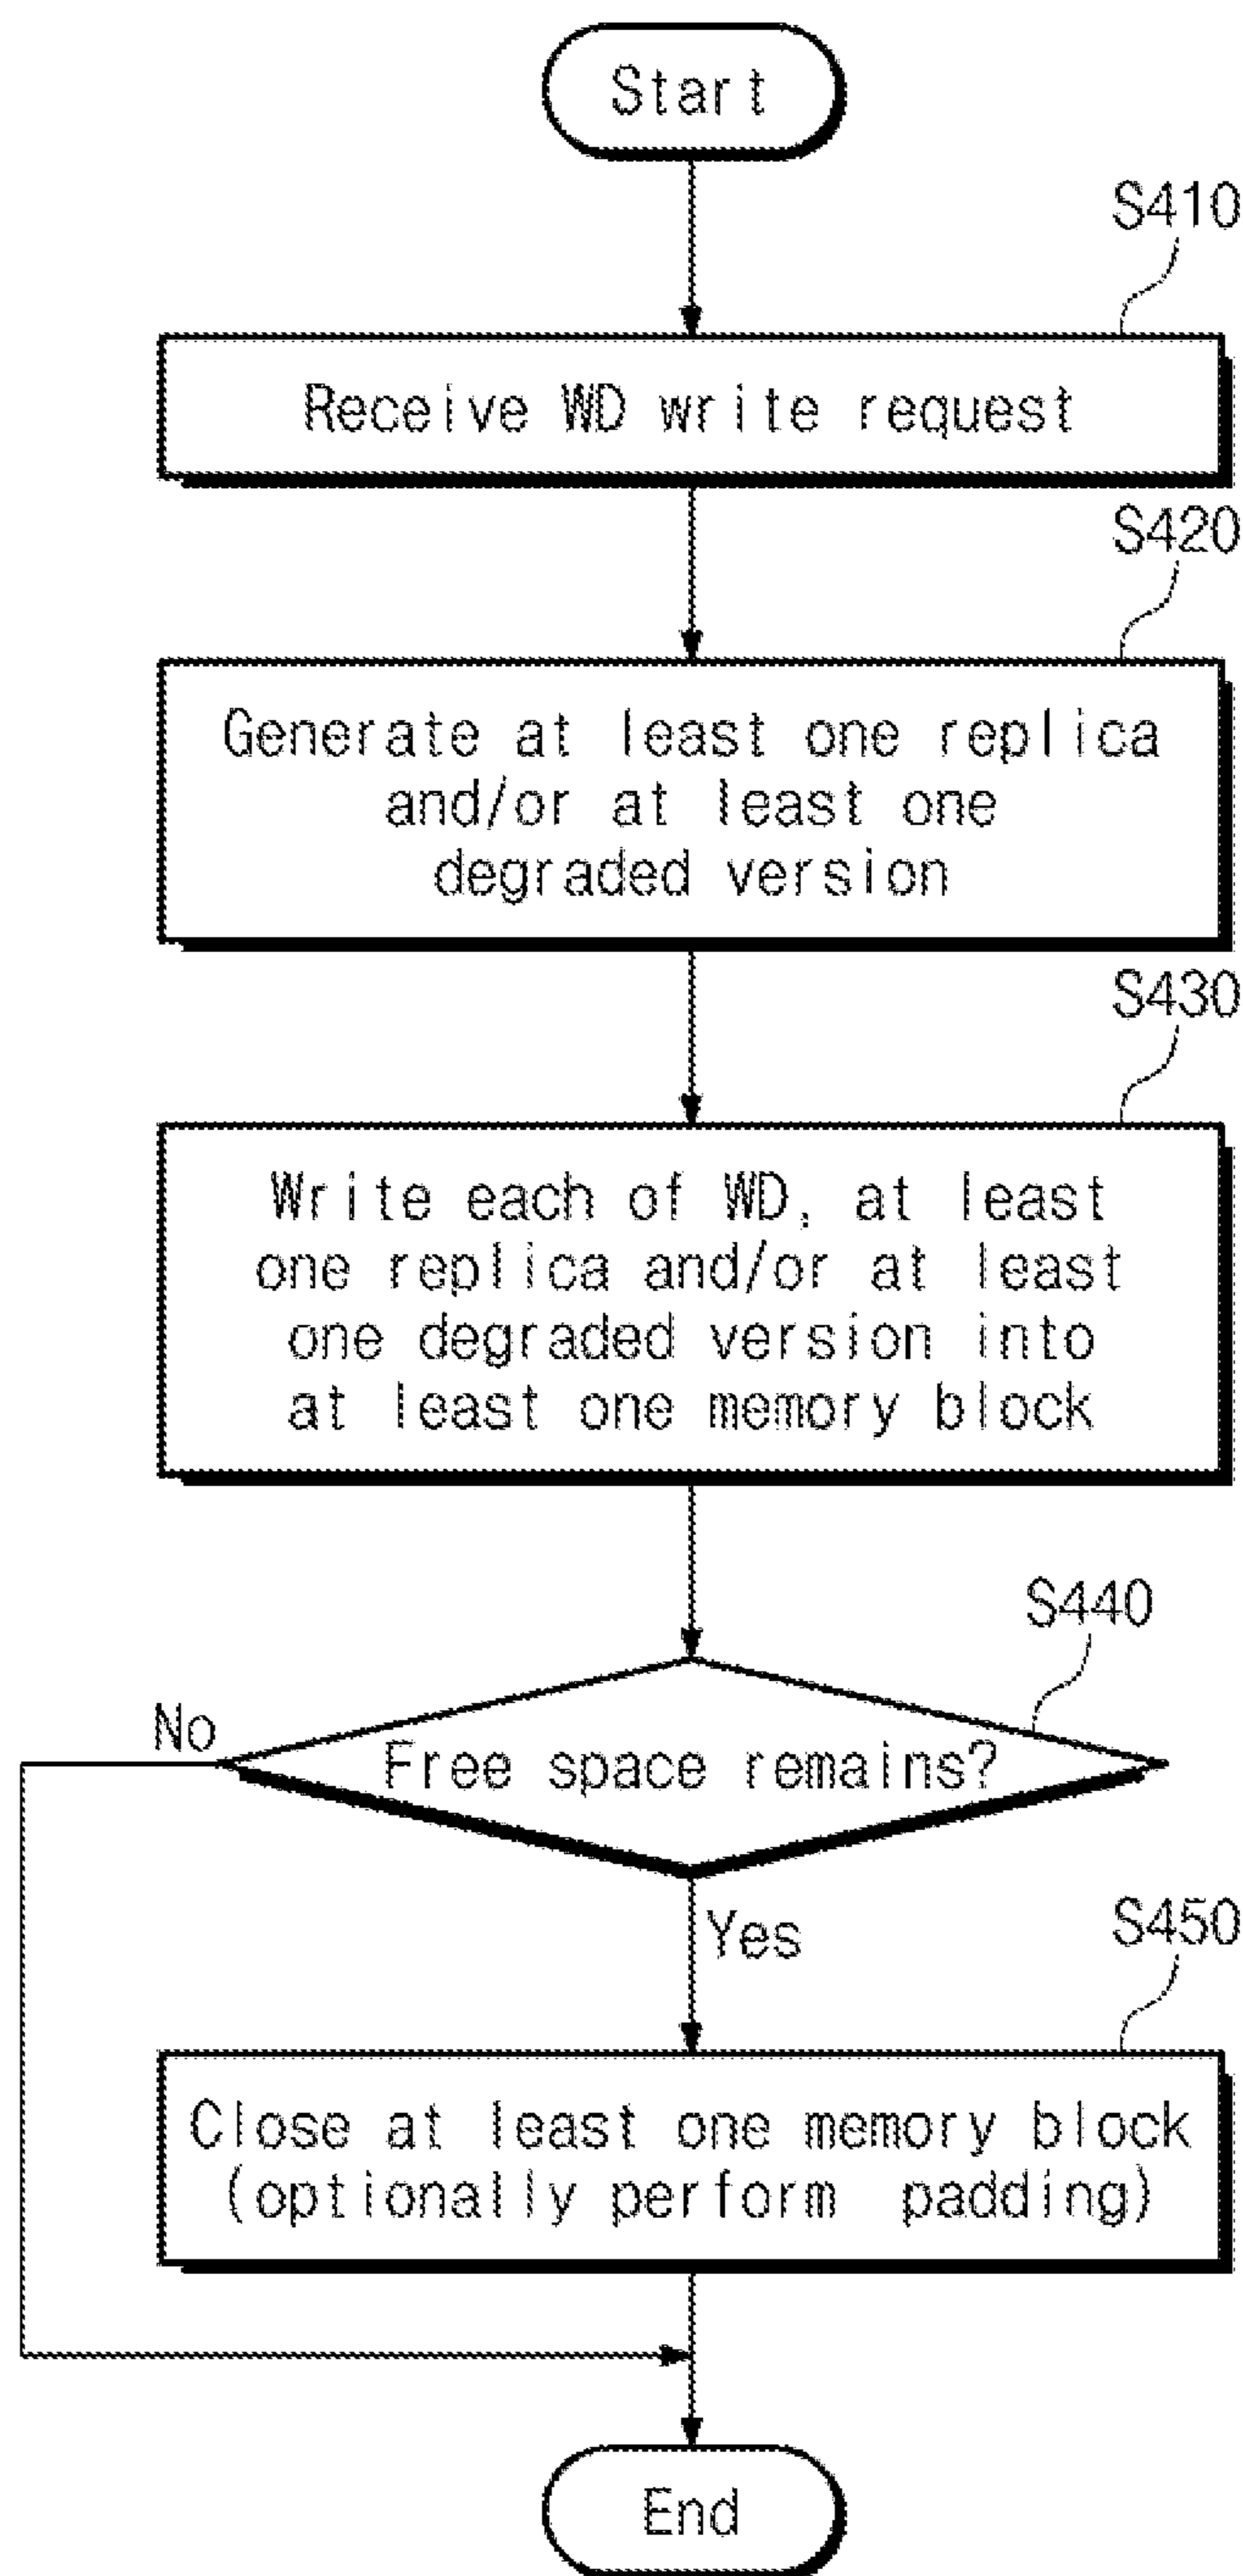 Start
S410
Receive WD write request
S420
Generate at least one replica
and/or at least one
degraded version
S430
Write each of WD, at least
one replica and/or at least
one degraded version into
at least one memory block
S440
No
Free space remains?
Yes
S450
Close at least one memory block
(optionally perform padding)
End